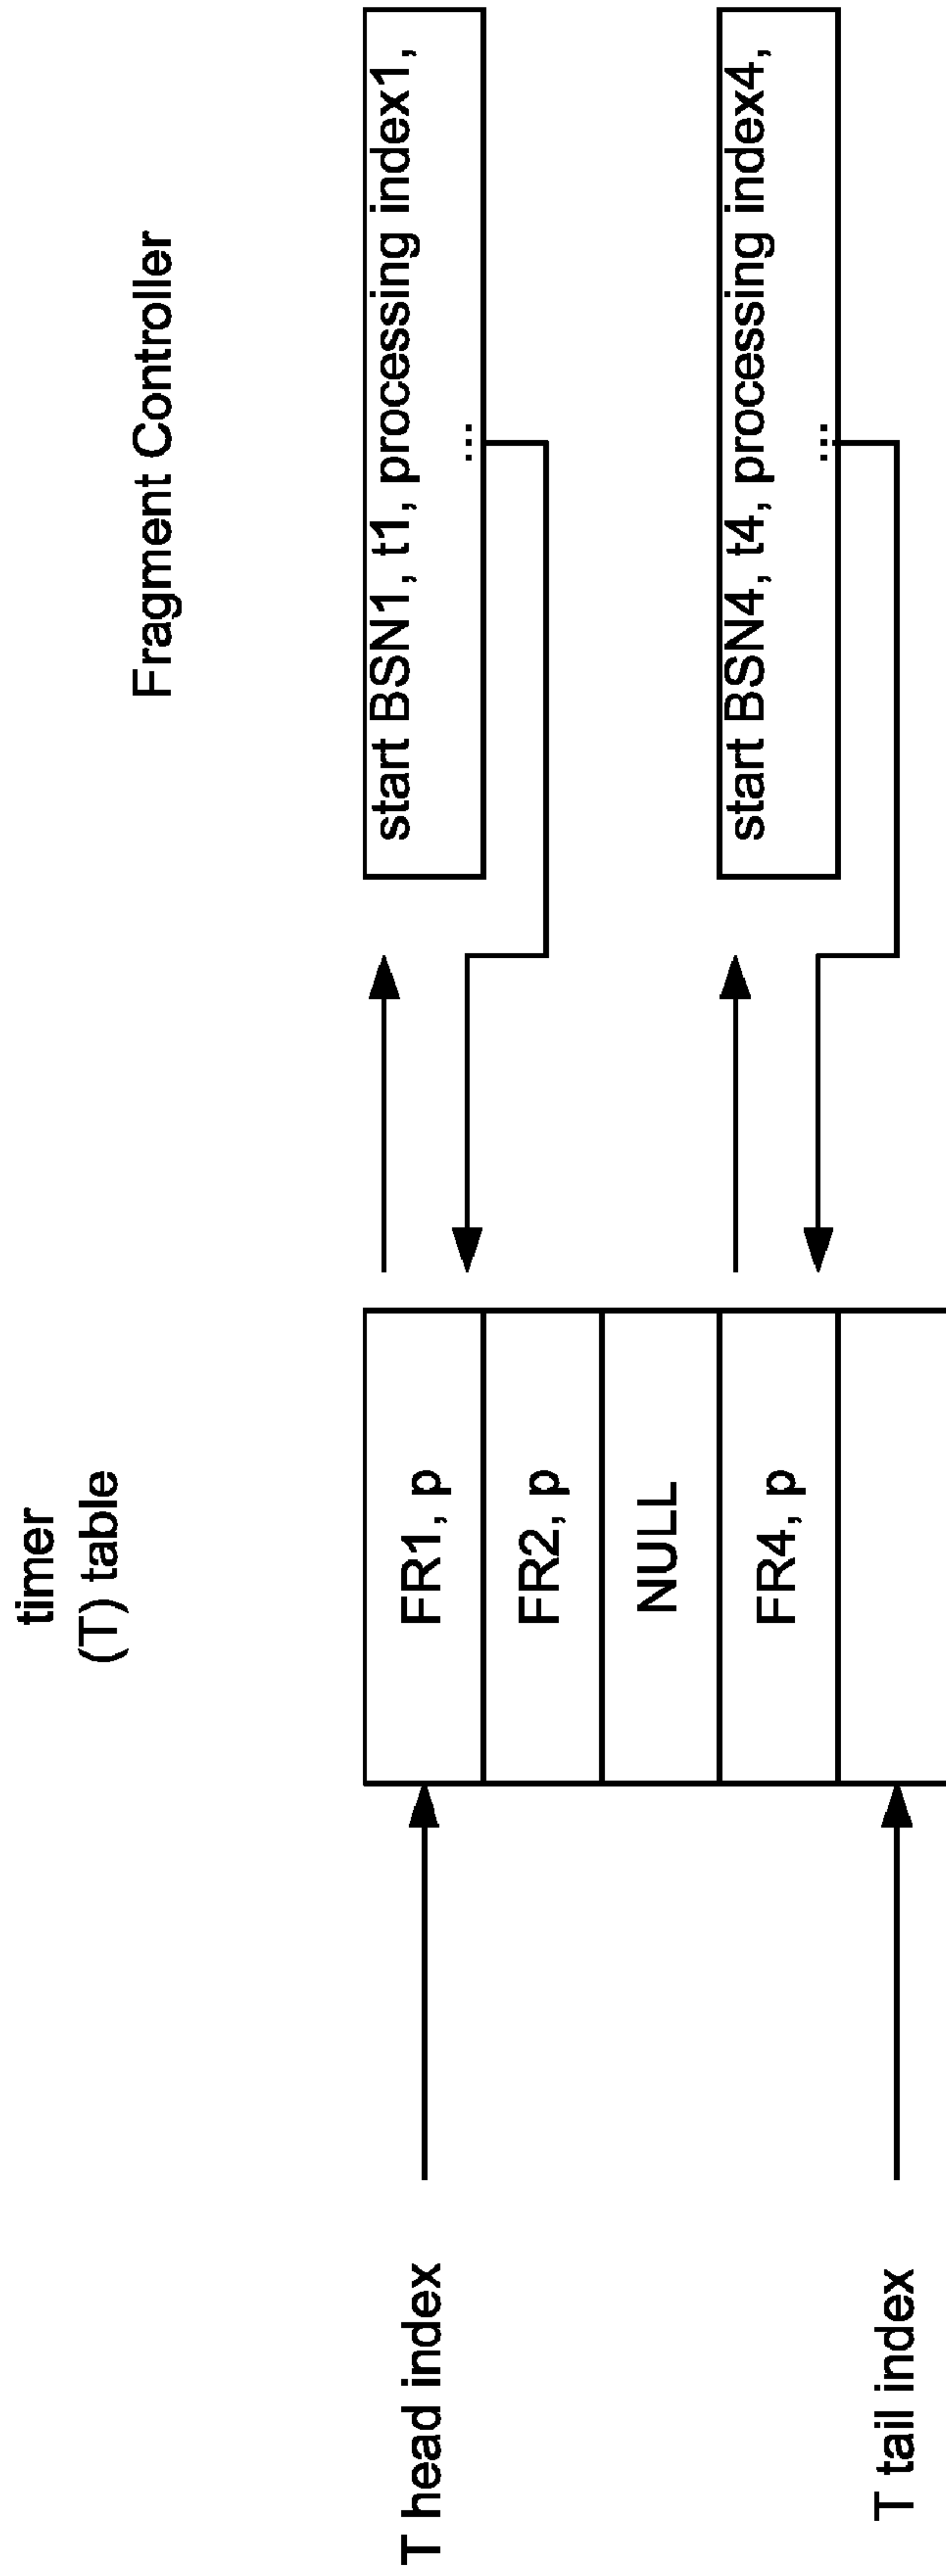 timer
(T) table
Fragment Controller
T head index
FR1, p
start BSN1, t1, processing index1,
...
FR2, p
NULL
FR4, p
start BSN4, t4, processing index4,
...
T tail index